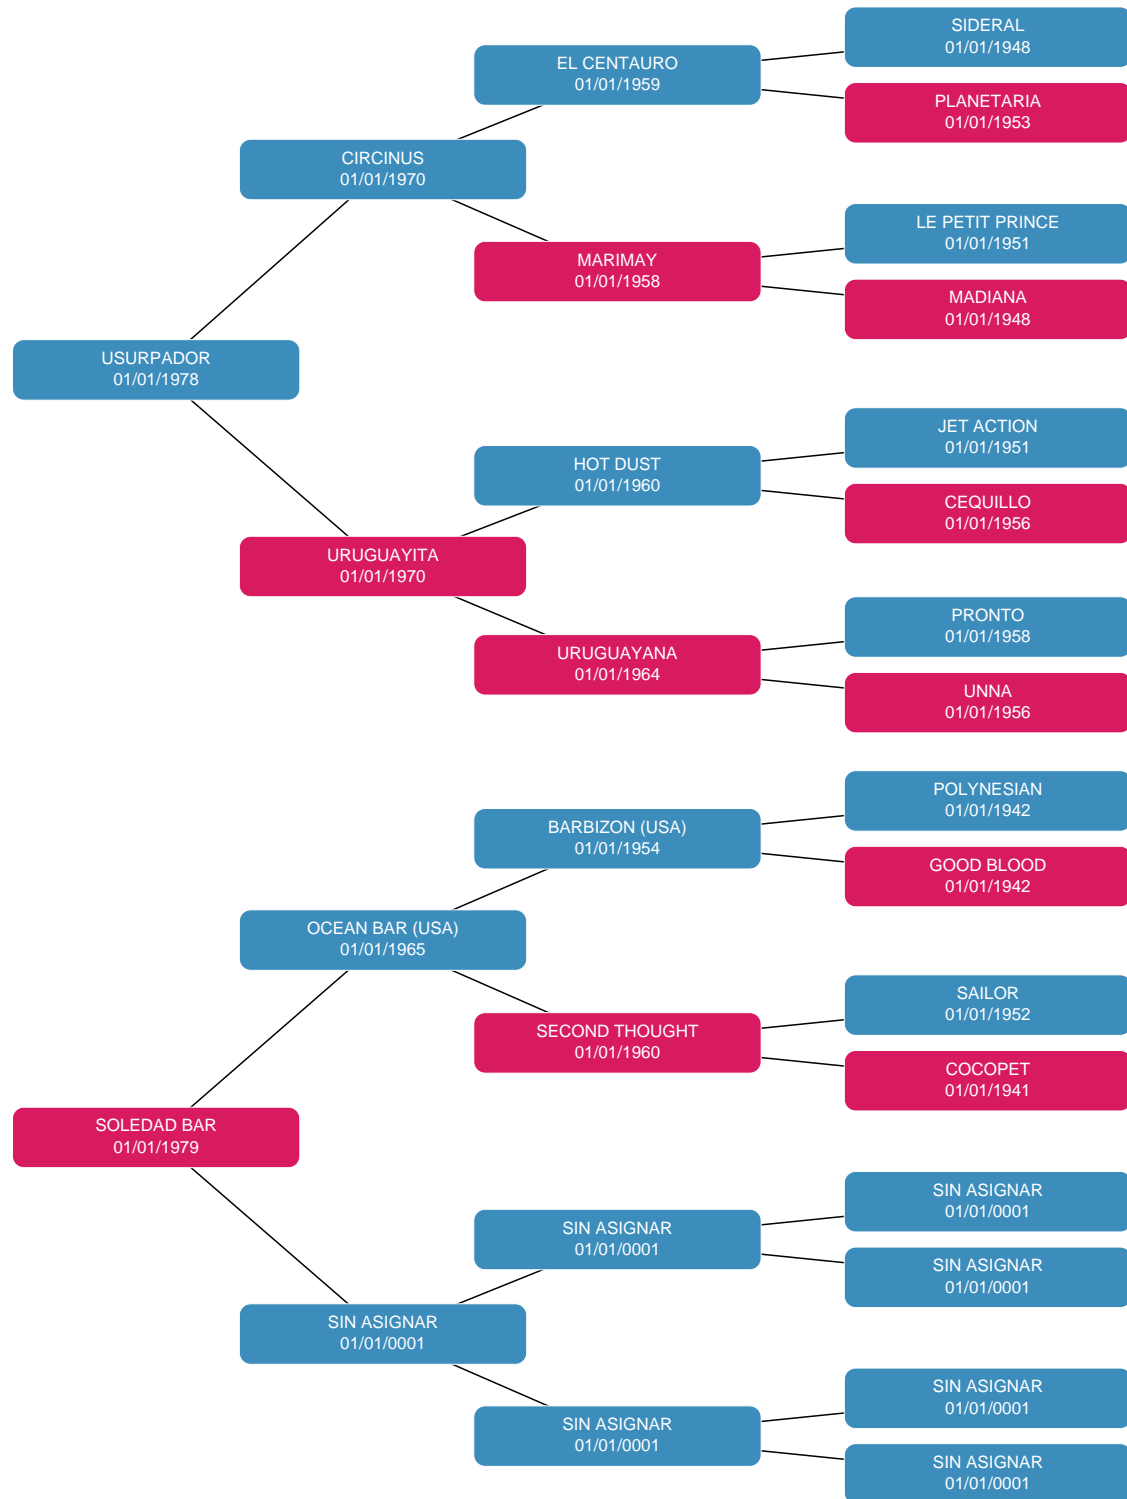 SIDERAL
01/01/1948
EL CENTAURO
01/01/1959
PLANETARIA
01/01/1953
CIRCINUS
01/01/1970
LE PETIT PRINCE
01/01/1951
MARIMAY
01/01/1958
MADIANA
01/01/1948
USURPADOR
01/01/1978
JET ACTION
01/01/1951
HOT DUST
01/01/1960
CEQUILLO
01/01/1956
URUGUAYITA
01/01/1970
PRONTO
01/01/1958
URUGUAYANA
01/01/1964
UNNA
01/01/1956
POLYNESIAN
01/01/1942
BARBIZON (USA)
01/01/1954
GOOD BLOOD
01/01/1942
OCEAN BAR (USA)
01/01/1965
SAILOR
01/01/1952
SECOND THOUGHT
01/01/1960
COCOPET
01/01/1941
SOLEDAD BAR
01/01/1979
SIN ASIGNAR
01/01/0001
SIN ASIGNAR
01/01/0001
SIN ASIGNAR
01/01/0001
SIN ASIGNAR
01/01/0001
SIN ASIGNAR
01/01/0001
SIN ASIGNAR
01/01/0001
SIN ASIGNAR
01/01/0001